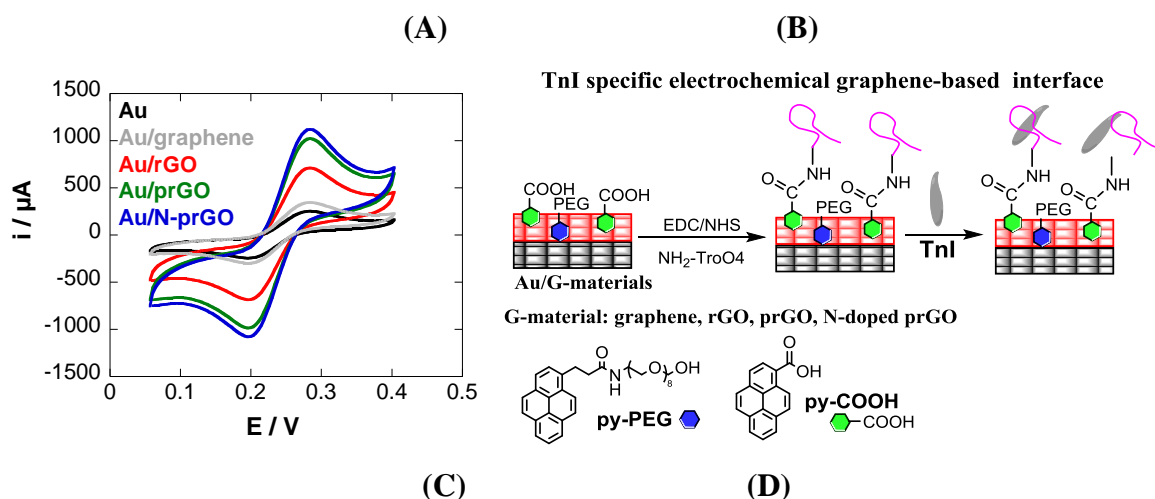 (A)
(B)
1500
1000
500
0
-500
-1000
-1500
Au
Au/graphene
Au/rGO
Au/prGO
Au/N-prGO
i / µA
0
0.1
0.2
0.3
0.4
0.5
E / V
TnI specific electrochemical graphene-based interface
COOH
PEG
COOH
Au/G-materials
EDC/NHS
NH2-TroO4
O
NH
PEG
O
NH
TnI
O
NH
PEG
O
NH
G-material: graphene, rGO, prGO, N-doped prGO
O
N
H
O
8
OH
py-PEG
O
OH
py-COOH
COOH
(C)
(D)